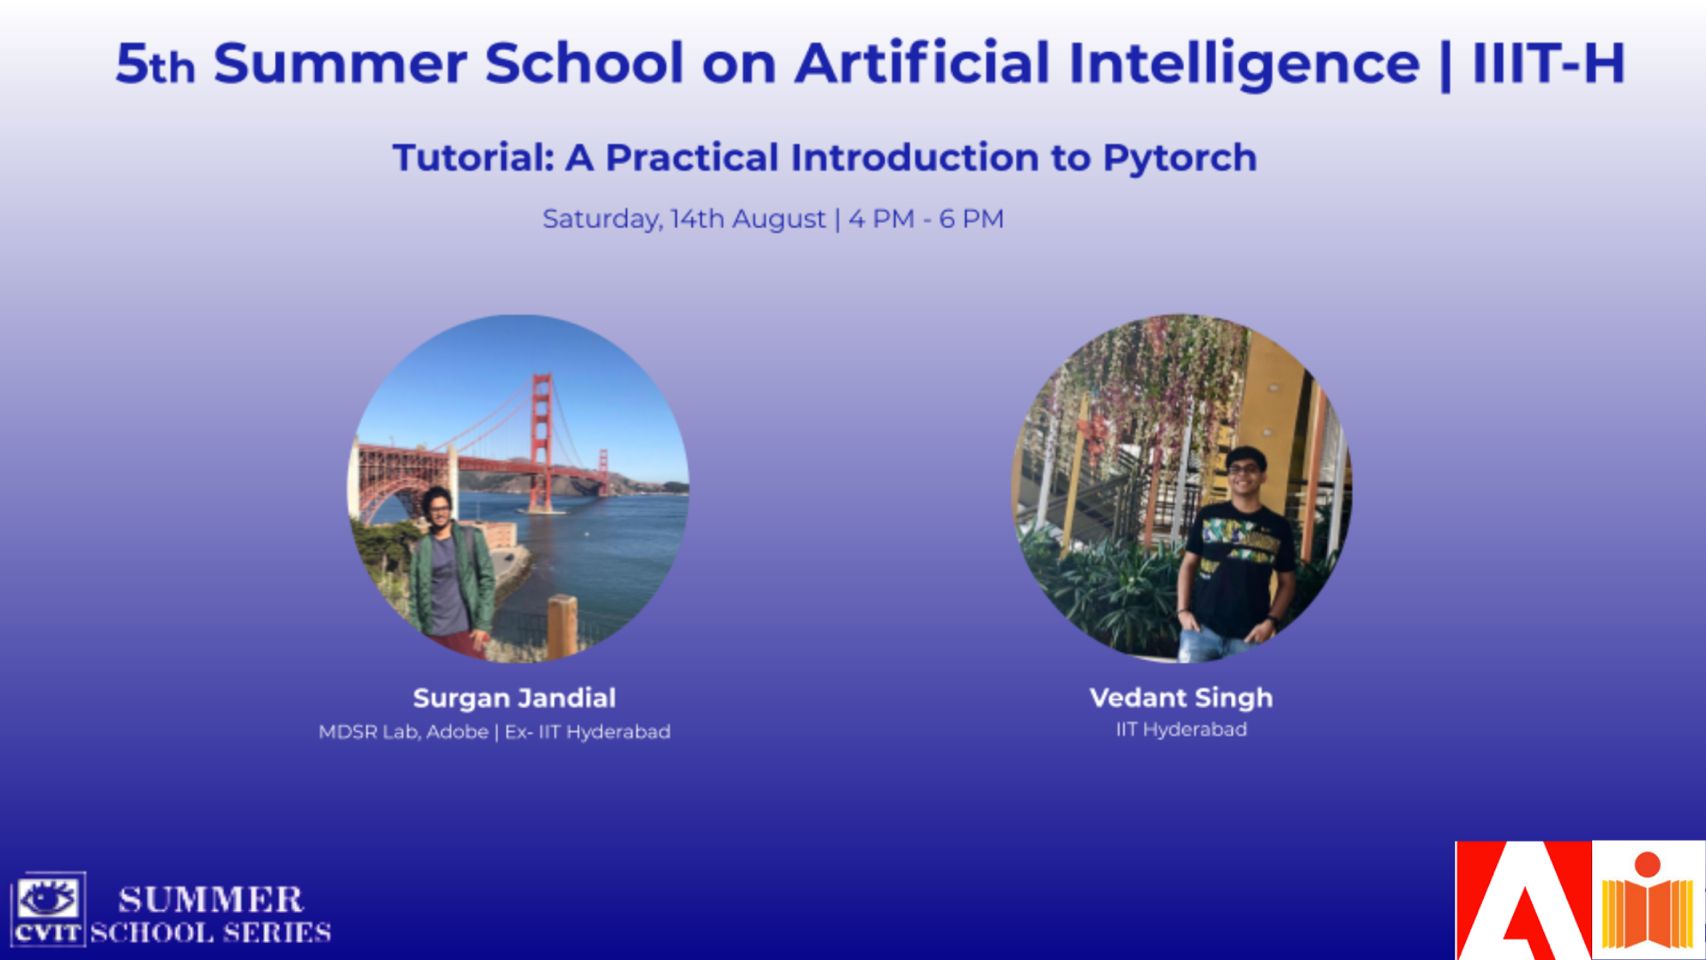 5th Summer School on Artificial Intelligence | IIIT-H
Tutorial: A Practical Introduction to Pytorch
Saturday, 14th August | 4 PM - 6 PM
Surgan Jandial
MDSR Lab, Adobe | Ex- IIT Hyderabad
Vedant Singh
IIT Hyderabad
CVIT
SUMMER
SCHOOL SERIES